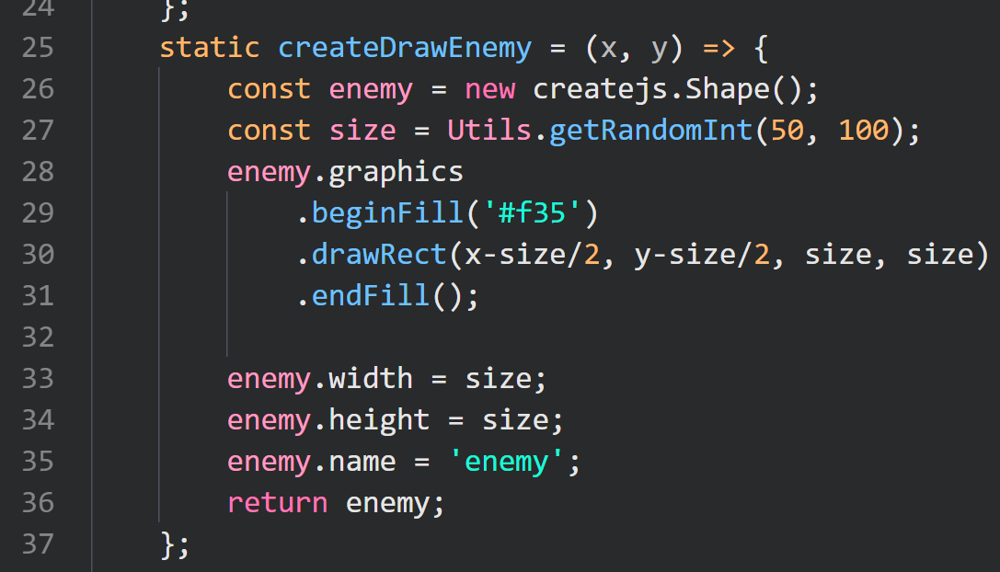 24 };
25 static createDrawEnemy = (x, y) => {
26 const enemy = new createjs.Shape();
27 const size = Utils.getRandomInt(50, 100);
28 enemy.graphics
29 .beginFill('#f35')
30 .drawRect(x-size/2, y-size/2, size, size)
31 .endFill();
32
33 enemy.width = size;
34 enemy.height = size;
35 enemy.name = 'enemy';
36 return enemy;
37 };